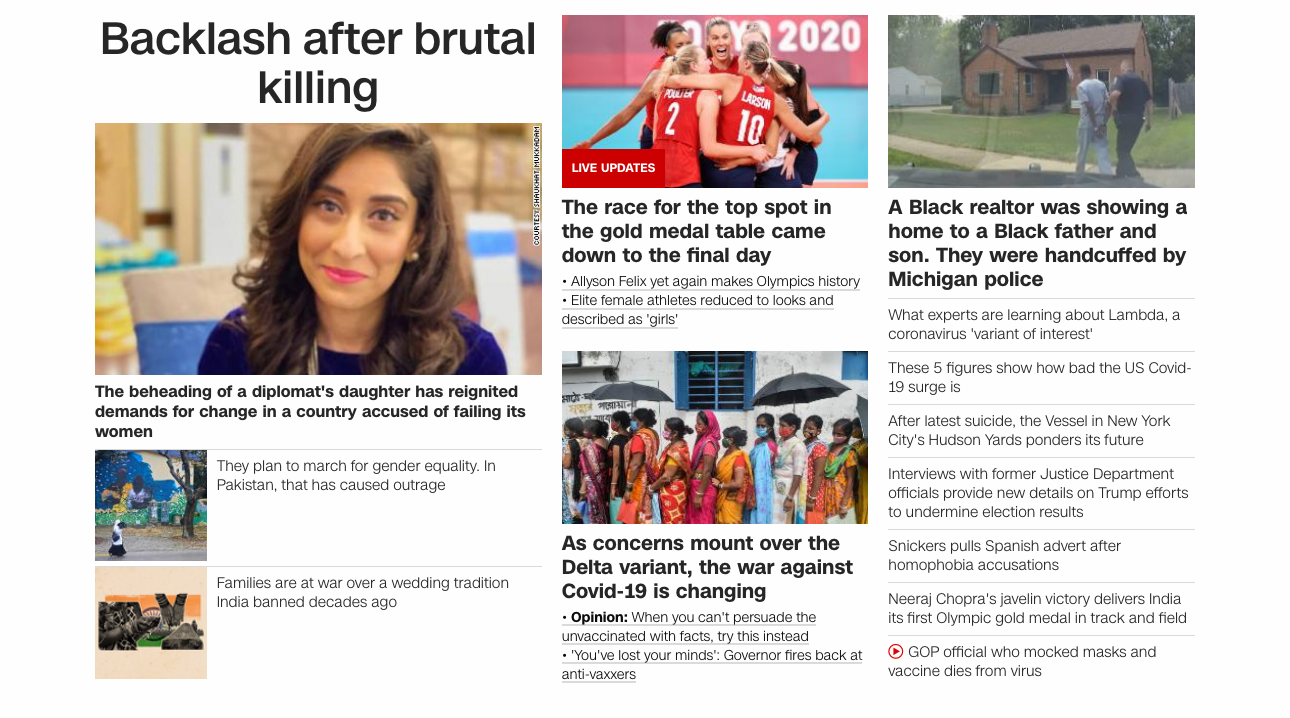 Backlash after brutal
killing
COURTESY SHAUKHAT MUKKADAM
The beheading of a diplomat's daughter has reignited
demands for change in a country accused of failing its
women
They plan to march for gender equality. In
Pakistan, that has caused outrage
Families are at war over a wedding tradition
India banned decades ago
TOKYO 2020
POULTER
2
LARSON
10
LIVE UPDATES
The race for the top spot in
the gold medal table came
down to the final day
• Allyson Felix yet again makes Olympics history
• Elite female athletes reduced to looks and
described as 'girls'
As concerns mount over the
Delta variant, the war against
Covid-19 is changing
• Opinion: When you can't persuade the
unvaccinated with facts, try this instead
• 'You've lost your minds': Governor fires back at
anti-vaxxers
A Black realtor was showing a
home to a Black father and
son. They were handcuffed by
Michigan police
What experts are learning about Lambda, a
coronavirus 'variant of interest'
These 5 figures show how bad the US Covid-
19 surge is
After latest suicide, the Vessel in New York
City's Hudson Yards ponders its future
Interviews with former Justice Department
officials provide new details on Trump efforts
to undermine election results
Snickers pulls Spanish advert after
homophobia accusations
Neeraj Chopra's javelin victory delivers India
its first Olympic gold medal in track and field
GOP official who mocked masks and
vaccine dies from virus